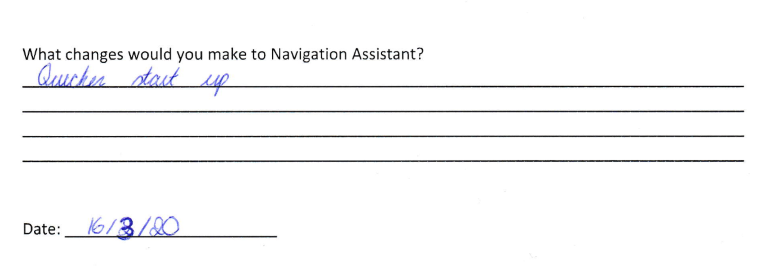 What changes would you make to Navigation Assistant?
Quicker start up
Date: 16/3/20